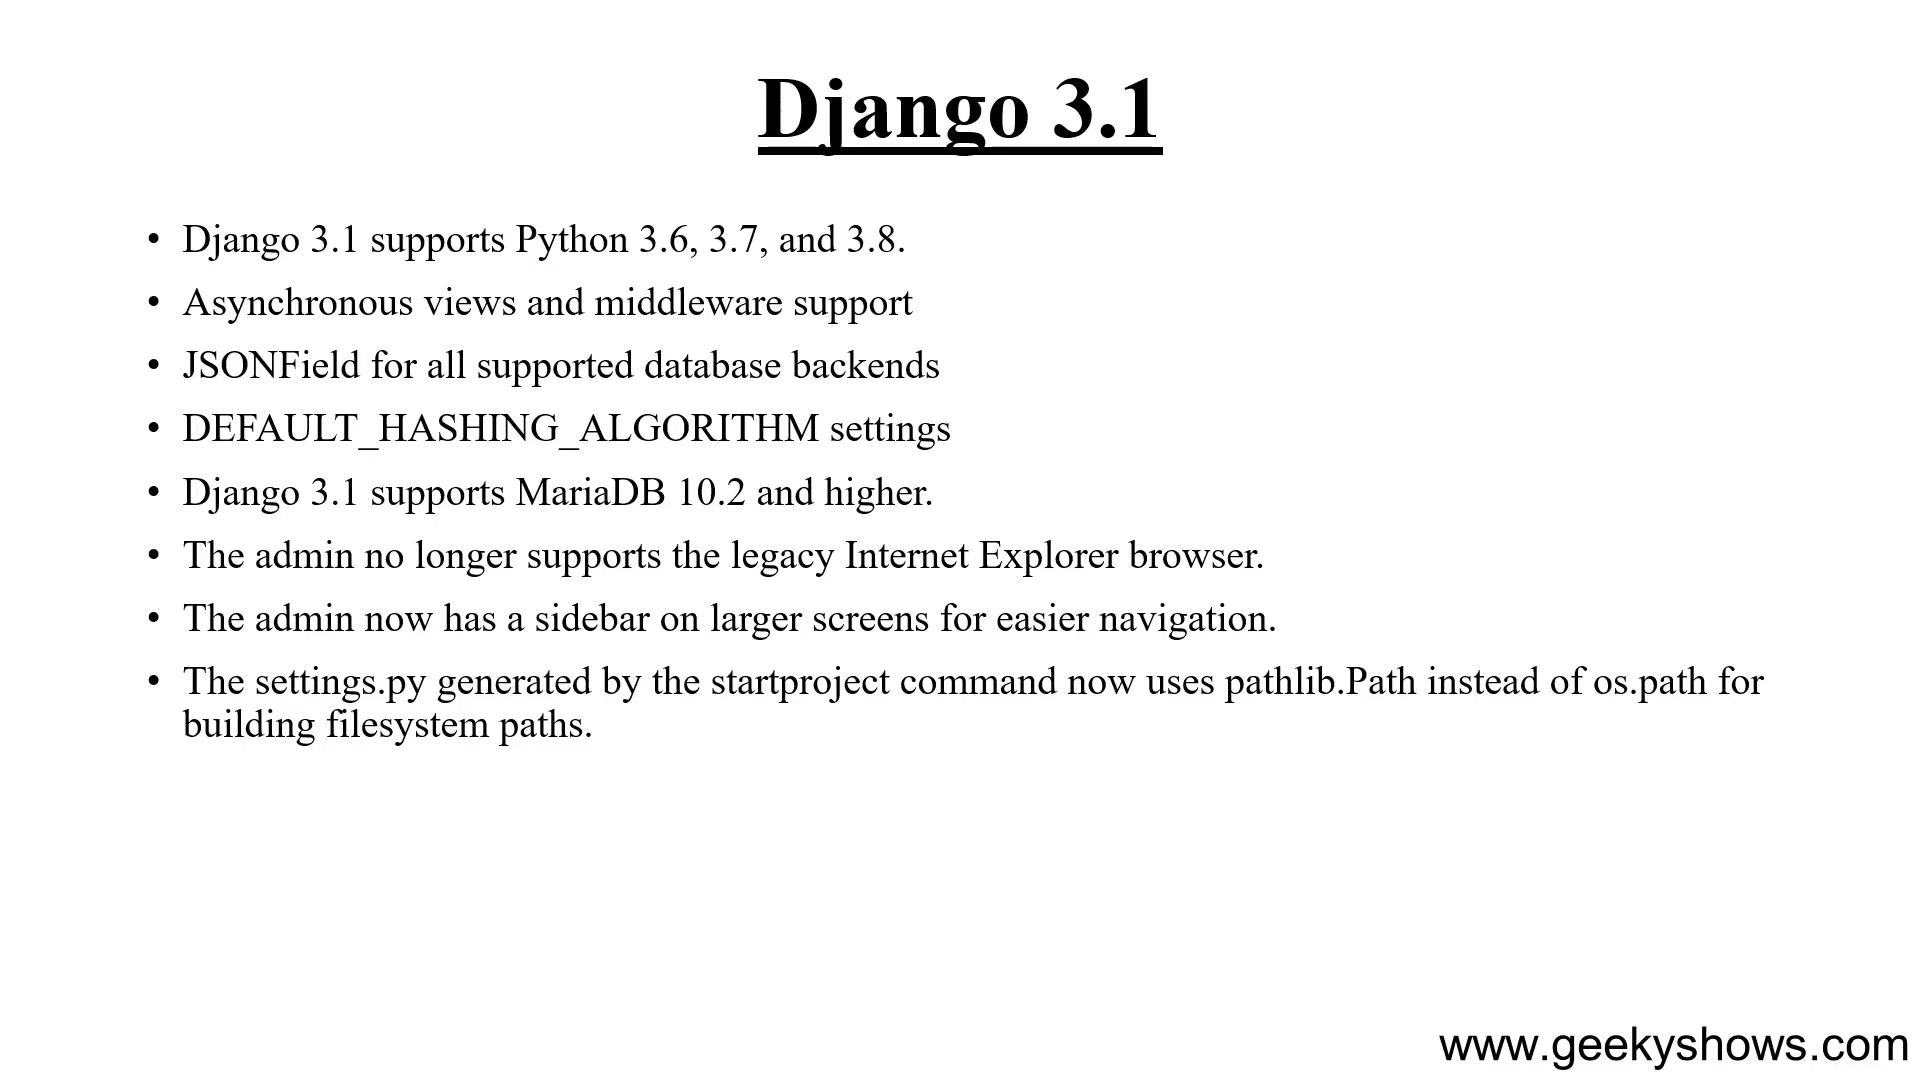 Django 3.1
• Django 3.1 supports Python 3.6, 3.7, and 3.8.
• Asynchronous views and middleware support
• JSONField for all supported database backends
• DEFAULT_HASHING_ALGORITHM settings
• Django 3.1 supports MariaDB 10.2 and higher.
• The admin no longer supports the legacy Internet Explorer browser.
• The admin now has a sidebar on larger screens for easier navigation.
• The settings.py generated by the startproject command now uses pathlib.Path instead of os.path for
building filesystem paths.
www.geekyshows.com